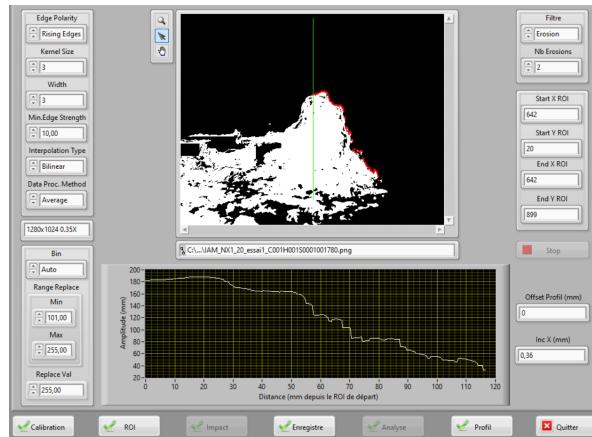 Edge Polarity
Rising Edges
Kernel Size
3
Width
3
Min.Edge Strength
10,00
Interpolation Type
Bilinear
Data Proc. Method
Average
1280x1024 0.35X
Bin
Auto
Range Replace
Min
101,00
Max
255,00
Replace Val
255,00
C:\...\IAM_NX1_20_essai1_C001H001S0001001780.png
Filtre
Erosion
Nb Erosions
2
Start X ROI
642
Start Y ROI
20
End X ROI
642
End Y ROI
899
Stop
Offset Profil (mm)
0
Inc X (mm)
0,36
Amplitude (mm)
200
180
160
140
120
100
80
60
40
20
0 10 20 30 40 50 60 70 80 90 100 110 120
Distance (mm depuis le ROI de départ)
Calibration
ROI
Impact
Enregistre
Analyse
Profil
Quitter